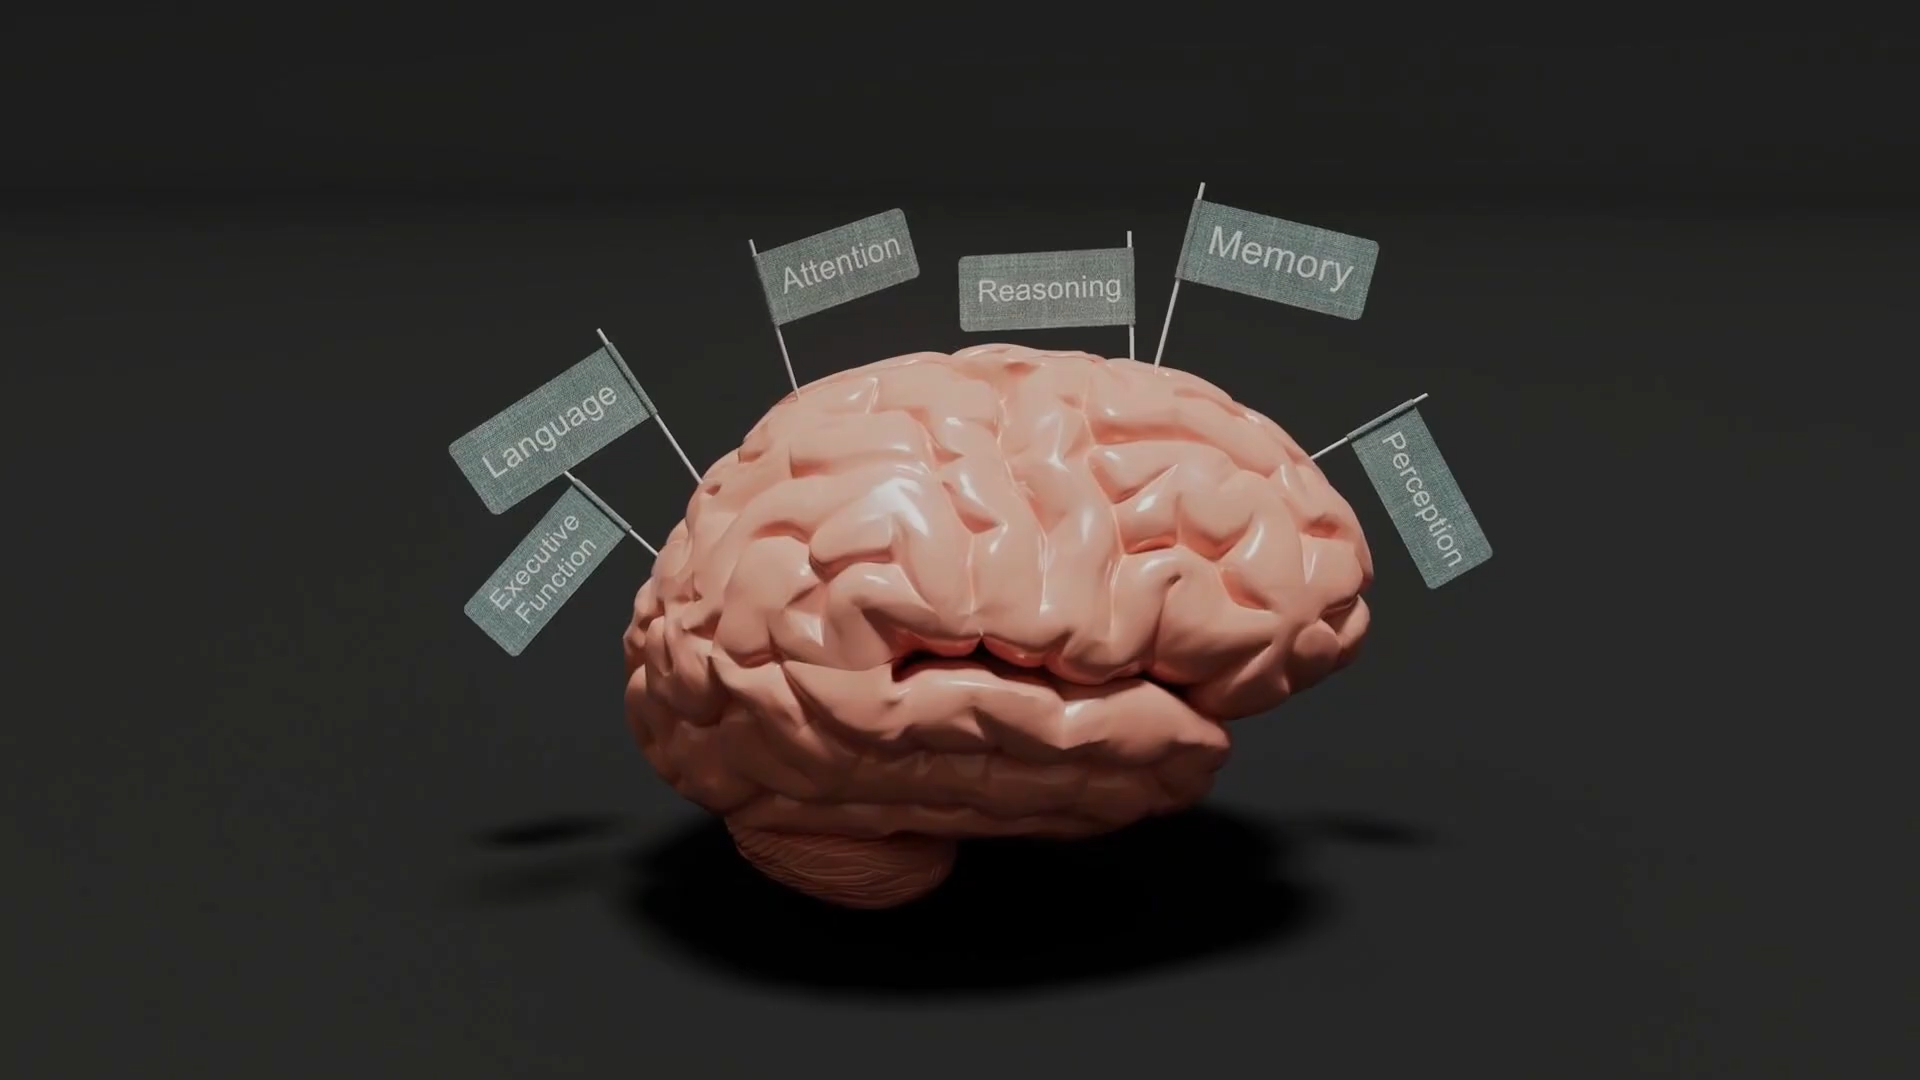 Attention
Reasoning
Memory
Language
Executive
Function
Perception